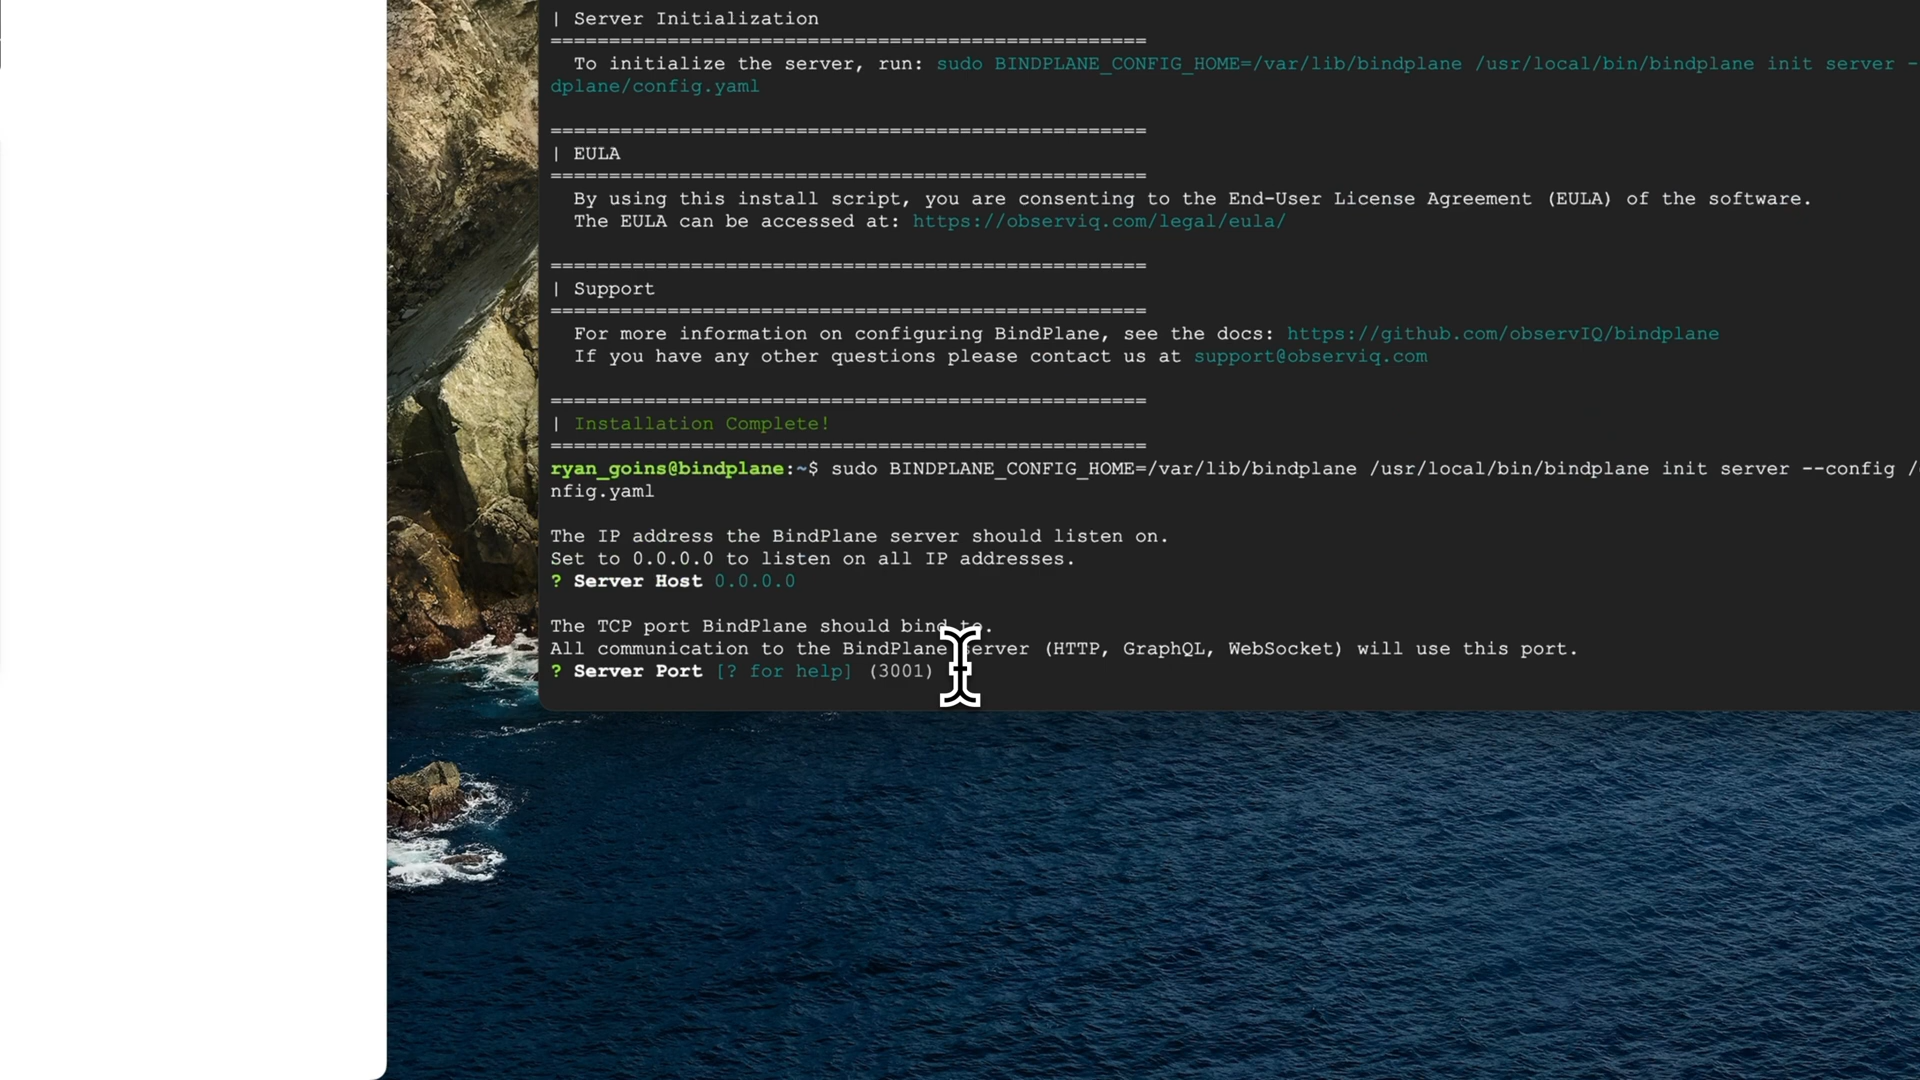 | Server Initialization
===================================================
To initialize the server, run: sudo BINDPLANE_CONFIG_HOME=/var/lib/bindplane /usr/local/bin/bindplane init server -
dplane/config.yaml
===================================================
| EULA
===================================================
By using this install script, you are consenting to the End-User License Agreement (EULA) of the software.
The EULA can be accessed at: https://observiq.com/legal/eula/
===================================================
| Support
===================================================
For more information on configuring BindPlane, see the docs: https://github.com/observIQ/bindplane
If you have any other questions please contact us at support@observiq.com
===================================================
| Installation Complete!
===================================================
ryan_goins@bindplane:~$ sudo BINDPLANE_CONFIG_HOME=/var/lib/bindplane /usr/local/bin/bindplane init server --config /
nfig.yaml
The IP address the BindPlane server should listen on.
Set to 0.0.0.0 to listen on all IP addresses.
? Server Host 0.0.0.0
The TCP port BindPlane should bind to.
All communication to the BindPlane server (HTTP, GraphQL, WebSocket) will use this port.
? Server Port [? for help] (3001)